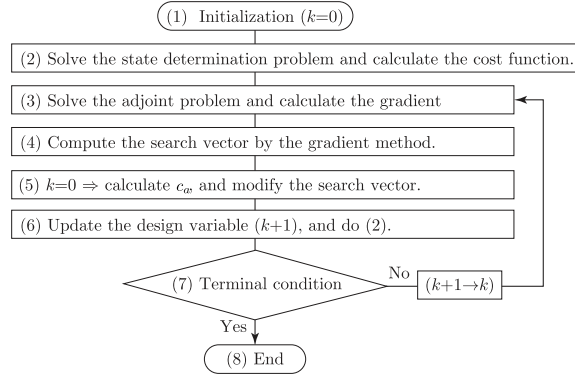 (1) Initialization (k=0)
(2) Solve the state determination problem and calculate the cost function.
(3) Solve the adjoint problem and calculate the gradient
(4) Compute the search vector by the gradient method.
(5) k=0 ⇒ calculate cₐ, and modify the search vector.
(6) Update the design variable (k+1), and do (2).
(7) Terminal condition
No
(k+1→k)
Yes
(8) End